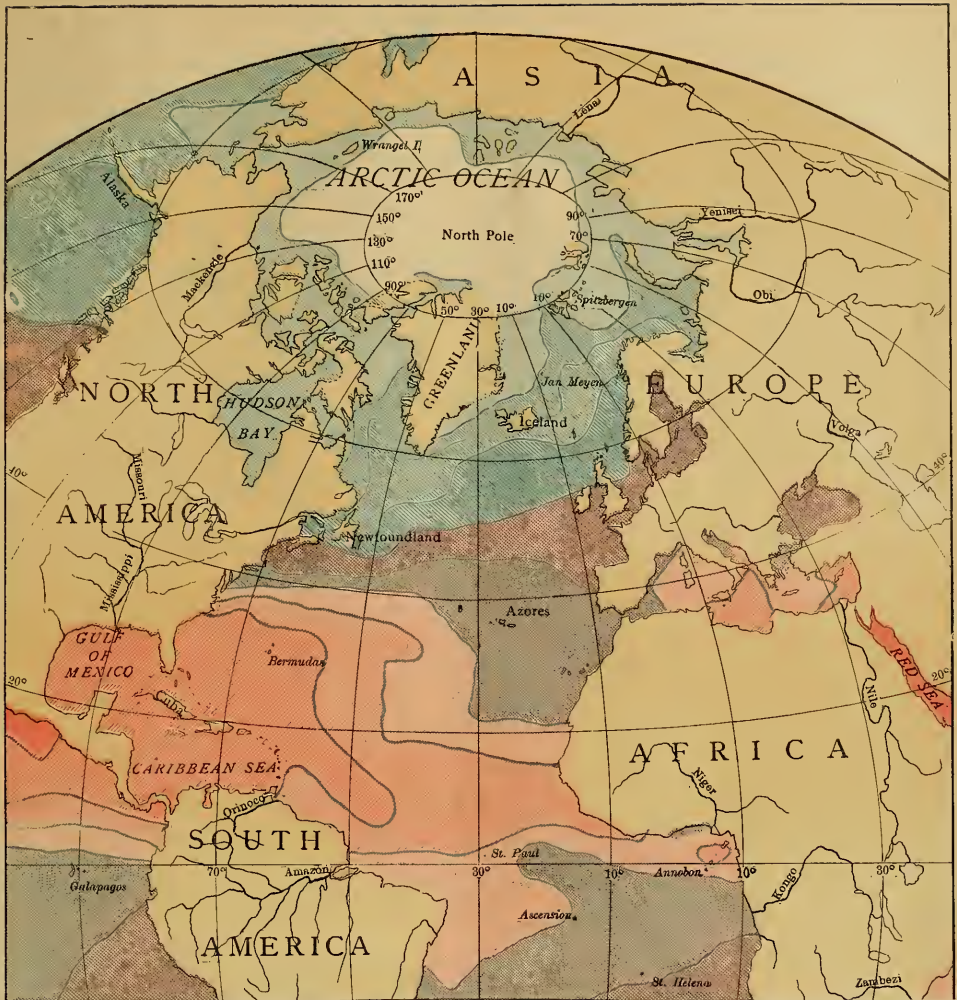 ASIA
Lena
Wrangel I.
ARCTIC OCEAN
Alaska
170°
150°
130°
110°
90°
90°
70°
Yenisei
North Pole
Mackenzie
Obi
50°
30°
10°
10°
Spitzbergen
GREENLAND
Jan Meyen
NORTH
HUDSON
BAY
EUROPE
Iceland
Volga
40°
40°
Missouri
AMERICA
Newfoundland
Mississippi
Azores
GULF
OF
MEXICO
Bermudas
RED SEA
20°
20°
Cuba
Nile
AFRICA
CARIBBEAN SEA
Niger
Orinoco
SOUTH
St. Paul
Amazon
70°
30°
10°
Annobon
10°
30°
Galapagos
Kongo
Ascension
AMERICA
St. Helena
Zambezi